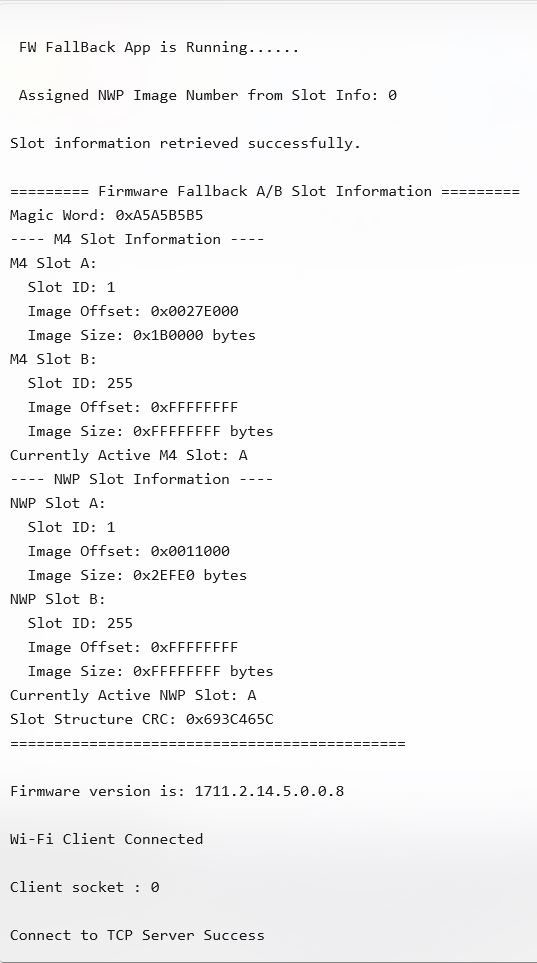 FW FallBack App is Running......
Assigned NWP Image Number from Slot Info: 0
Slot information retrieved successfully.
========= Firmware Fallback A/B Slot Information =========
Magic Word: 0xA5A5B5B5
---- M4 Slot Information ----
M4 Slot A:
  Slot ID: 1
  Image Offset: 0x0027E000
  Image Size: 0x1B0000 bytes
M4 Slot B:
  Slot ID: 255
  Image Offset: 0xFFFFFFFF
  Image Size: 0xFFFFFFFF bytes
Currently Active M4 Slot: A
---- NWP Slot Information ----
NWP Slot A:
  Slot ID: 1
  Image Offset: 0x0011000
  Image Size: 0x2EFE0 bytes
NWP Slot B:
  Slot ID: 255
  Image Offset: 0xFFFFFFFF
  Image Size: 0xFFFFFFFF bytes
Currently Active NWP Slot: A
Slot Structure CRC: 0x693C465C
=============================================
Firmware version is: 1711.2.14.5.0.0.8
Wi-Fi Client Connected
Client socket : 0
Connect to TCP Server Success